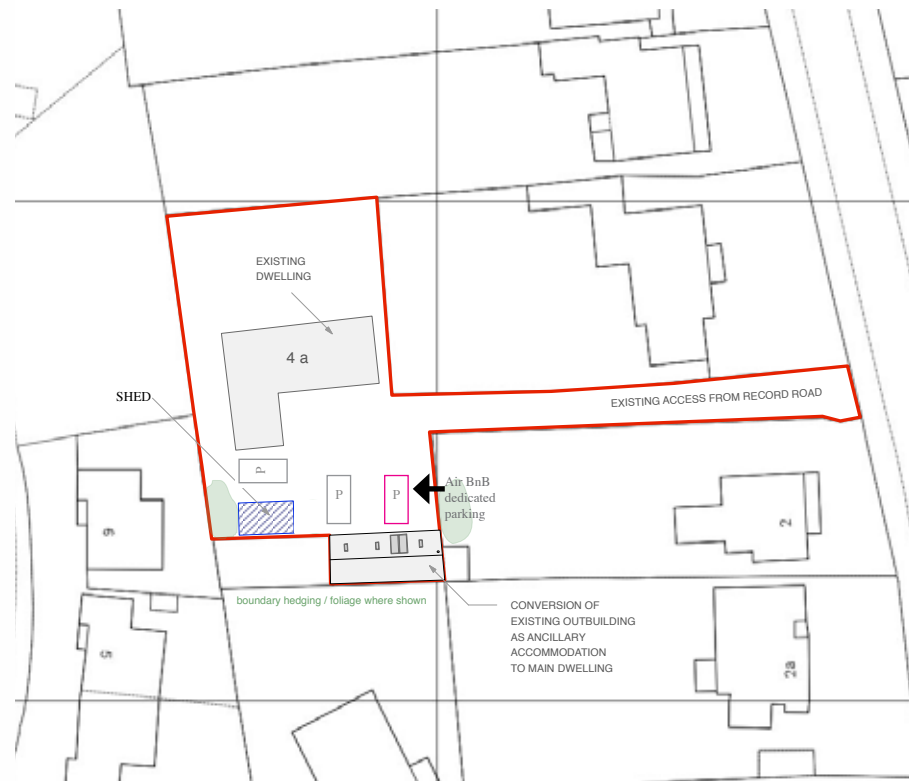 EXISTING
DWELLING
4 a
SHED
EXISTING ACCESS FROM RECORD ROAD
P
P
P
Air BnB
dedicated
parking
6
2
boundary hedging / foliage where shown
CONVERSION OF
EXISTING OUTBUILDING
AS ANCILLARY
ACCOMMODATION
TO MAIN DWELLING
5
2a